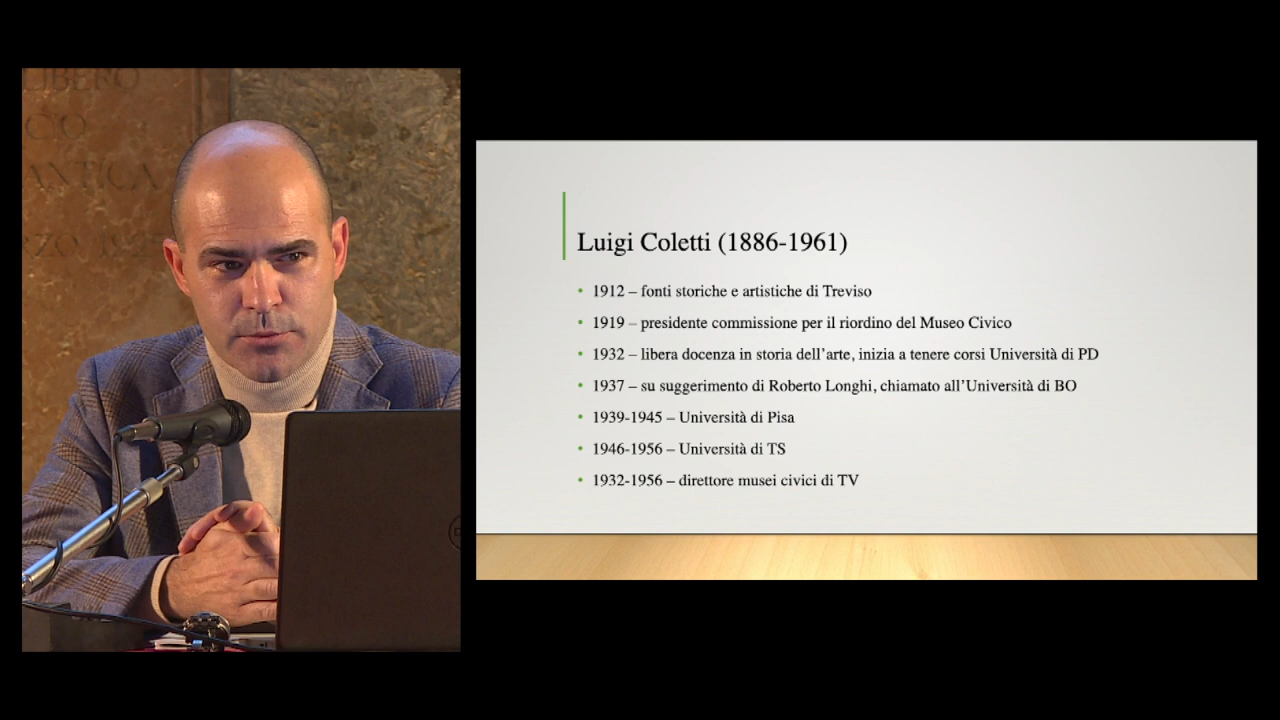 LIBERO
CIO
ANTICA
Luigi Coletti (1886-1961)
• 1912 – fonti storiche e artistiche di Treviso
• 1919 – presidente commissione per il riordino del Museo Civico
• 1932 – libera docenza in storia dell’arte, inizia a tenere corsi Università di PD
• 1937 – su suggerimento di Roberto Longhi, chiamato all’Università di BO
• 1939-1945 – Università di Pisa
• 1946-1956 – Università di TS
• 1932-1956 – direttore musei civici di TV